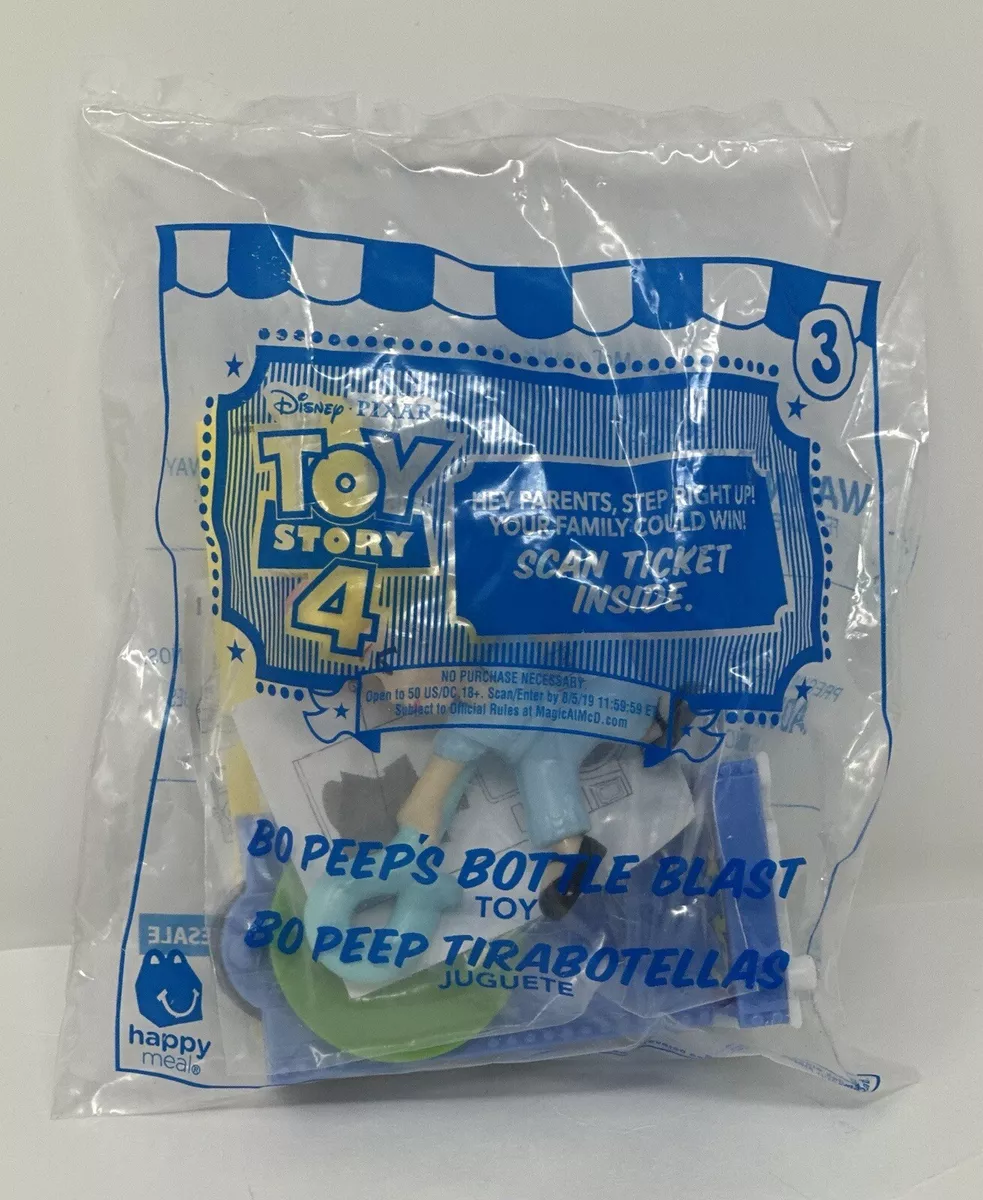 3
Disney · PIXAR
TOY
STORY
4
HEY PARENTS, STEP RIGHT UP!
YOUR FAMILY COULD WIN!
SCAN TICKET
INSIDE.
NO PURCHASE NECESSARY.
Open to 50 US/DC, 18+. Scan/Enter by 8/5/19 11:59:59 ET
Subject to Official Rules at MagicAtMcD.com
BO PEEP'S BOTTLE BLAST
TOY
BO PEEP TIRABOTELLAS
JUGUETE
happy
meal®